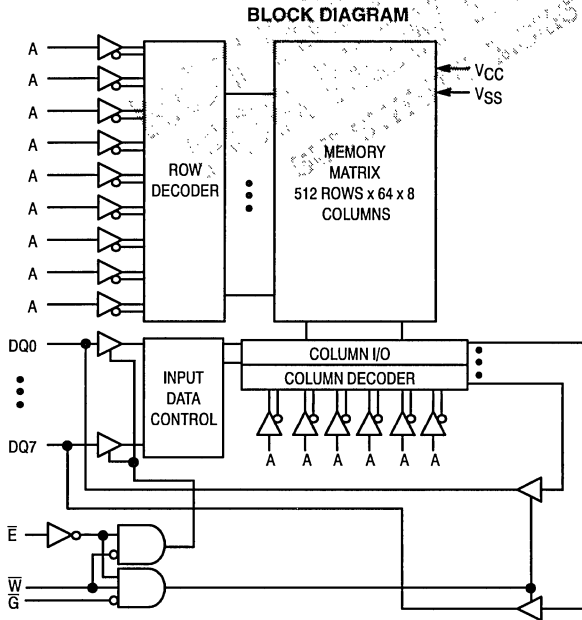 BLOCK DIAGRAM
A
A
A
A
A
A
A
A
A
ROW
DECODER
MEMORY
MATRIX
512 ROWS x 64 x 8
COLUMNS
VCC
VSS
DQ0
DQ7
INPUT
DATA
CONTROL
COLUMN I/O
COLUMN DECODER
A A A A A A
E̅
W̅
G̅